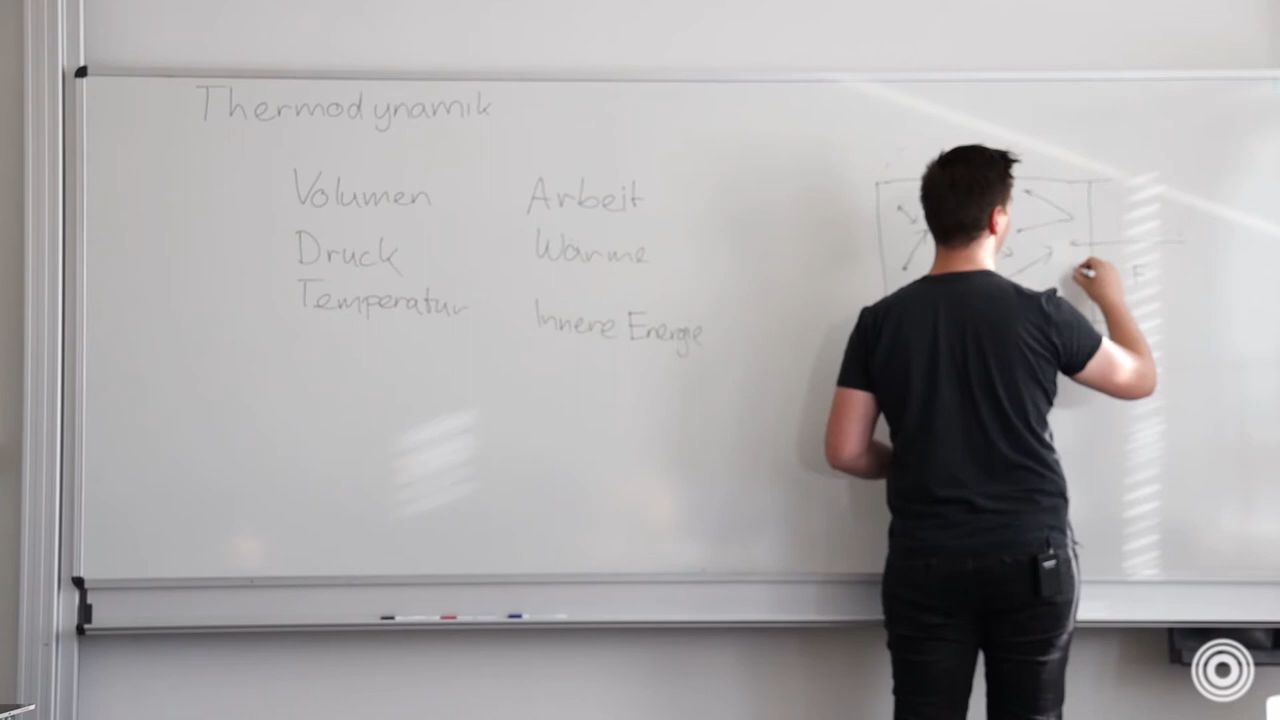 Thermodynamik
Volumen Arbeit
Druck Wärme
Temperatur Innere Energie
F